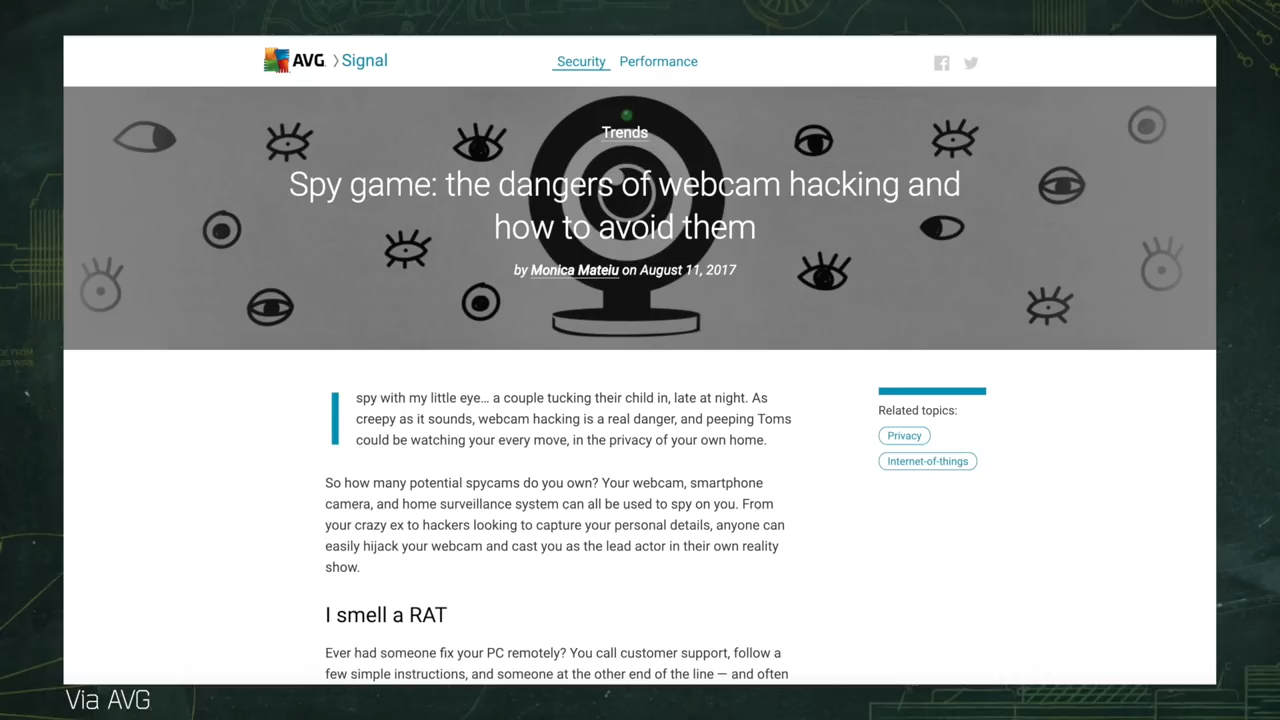 AVG Signal
Security Performance
Trends
Spy game: the dangers of webcam hacking and
how to avoid them
by Monica Mateiu on August 11, 2017
I spy with my little eye… a couple tucking their child in, late at night. As
creepy as it sounds, webcam hacking is a real danger, and peeping Toms
could be watching your every move, in the privacy of your own home.
Related topics:
Privacy
Internet-of-things
So how many potential spycams do you own? Your webcam, smartphone
camera, and home surveillance system can all be used to spy on you. From
your crazy ex to hackers looking to capture your personal details, anyone can
easily hijack your webcam and cast you as the lead actor in their own reality
show.
I smell a RAT
Ever had someone fix your PC remotely? You call customer support, follow a
few simple instructions, and someone at the other end of the line — and often
Via AVG